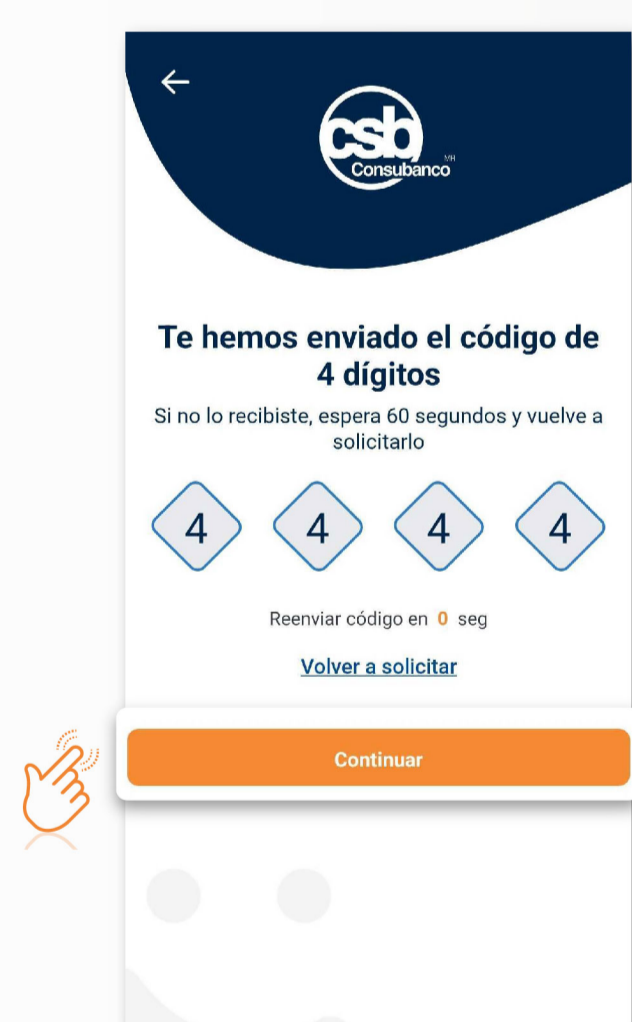 csb
MH
Consubanco
Te hemos enviado el código de
4 dígitos
Si no lo recibiste, espera 60 segundos y vuelve a
solicitarlo
4 4 4 4
Reenviar código en 0 seg
Volver a solicitar
Continuar